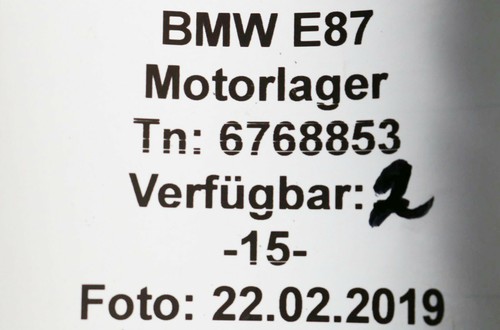 BMW E87
Motorlager
Tn: 6768853
Verfügbar: 2
-15-
Foto: 22.02.2019